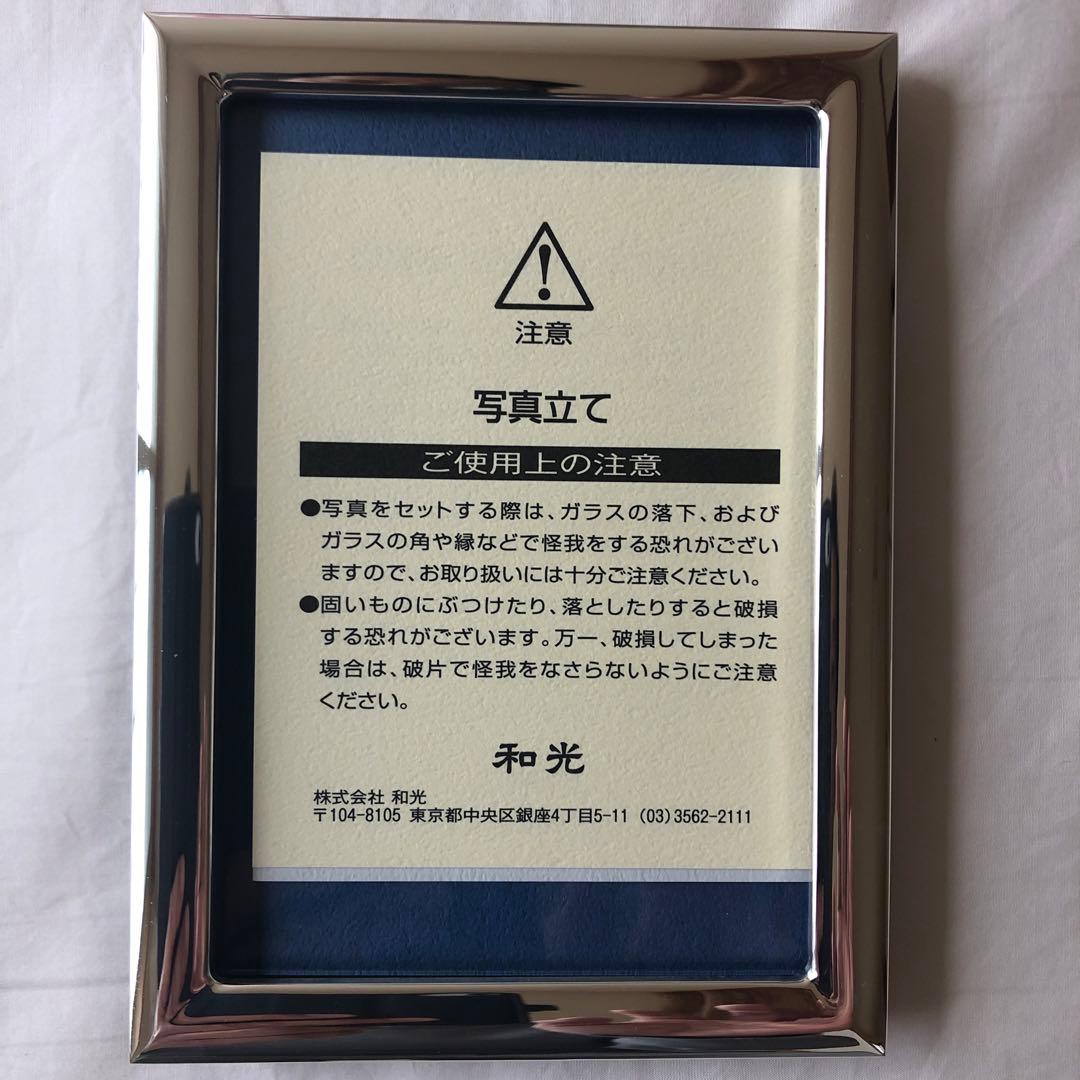 注意
写真立て
ご使用上の注意
●写真をセットする際は、ガラスの落下、および
ガラスの角や縁などで怪我をする恐れがござい
ますので、お取り扱いには十分ご注意ください。
●固いものにぶつけたり、落としたりすると破損
する恐れがございます。万一、破損してしまった
場合は、破片で怪我をなさらないようにご注意
ください。
和光
株式会社 和光
〒104-8105 東京都中央区銀座4丁目5-11 (03)3562-2111